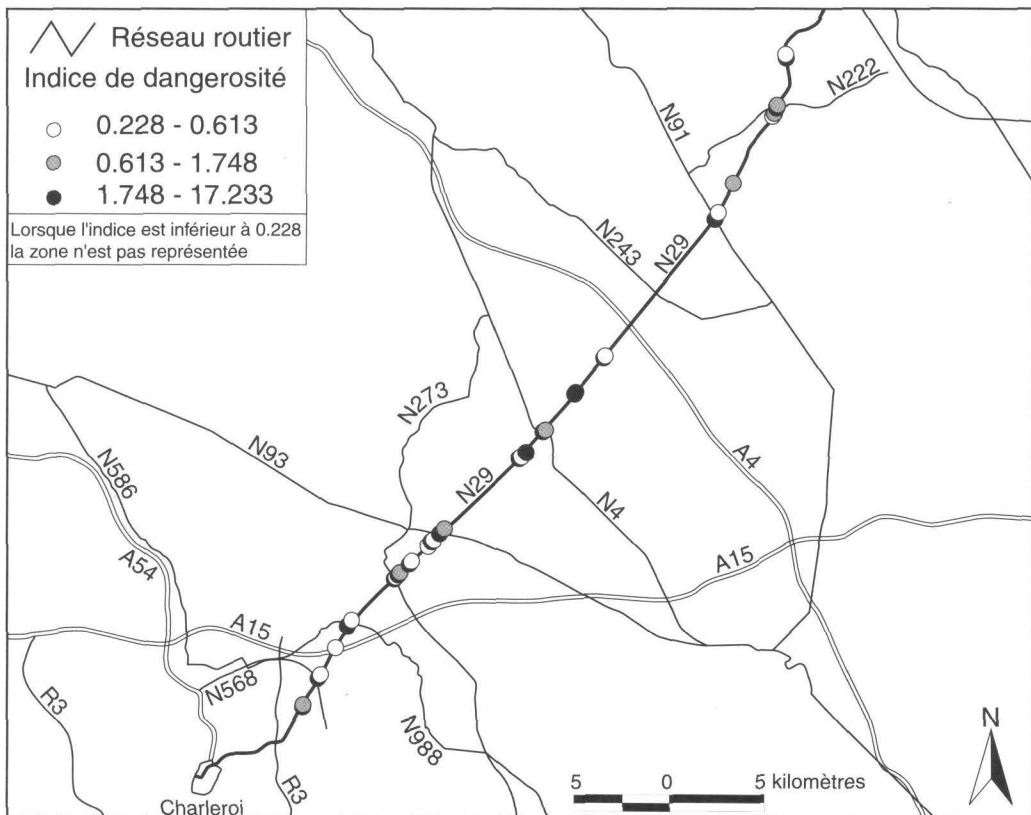 Réseau routier
Indice de dangerosité
0.228 - 0.613
0.613 - 1.748
1.748 - 17.233
Lorsque l'indice est inférieur à 0.228
la zone n'est pas représentée
N222
N91
N29
N243
N273
N93
N29
A4
N586
N4
A54
A15
A15
N568
R3
N988
R3
Charleroi
5 0 5 kilomètres
N